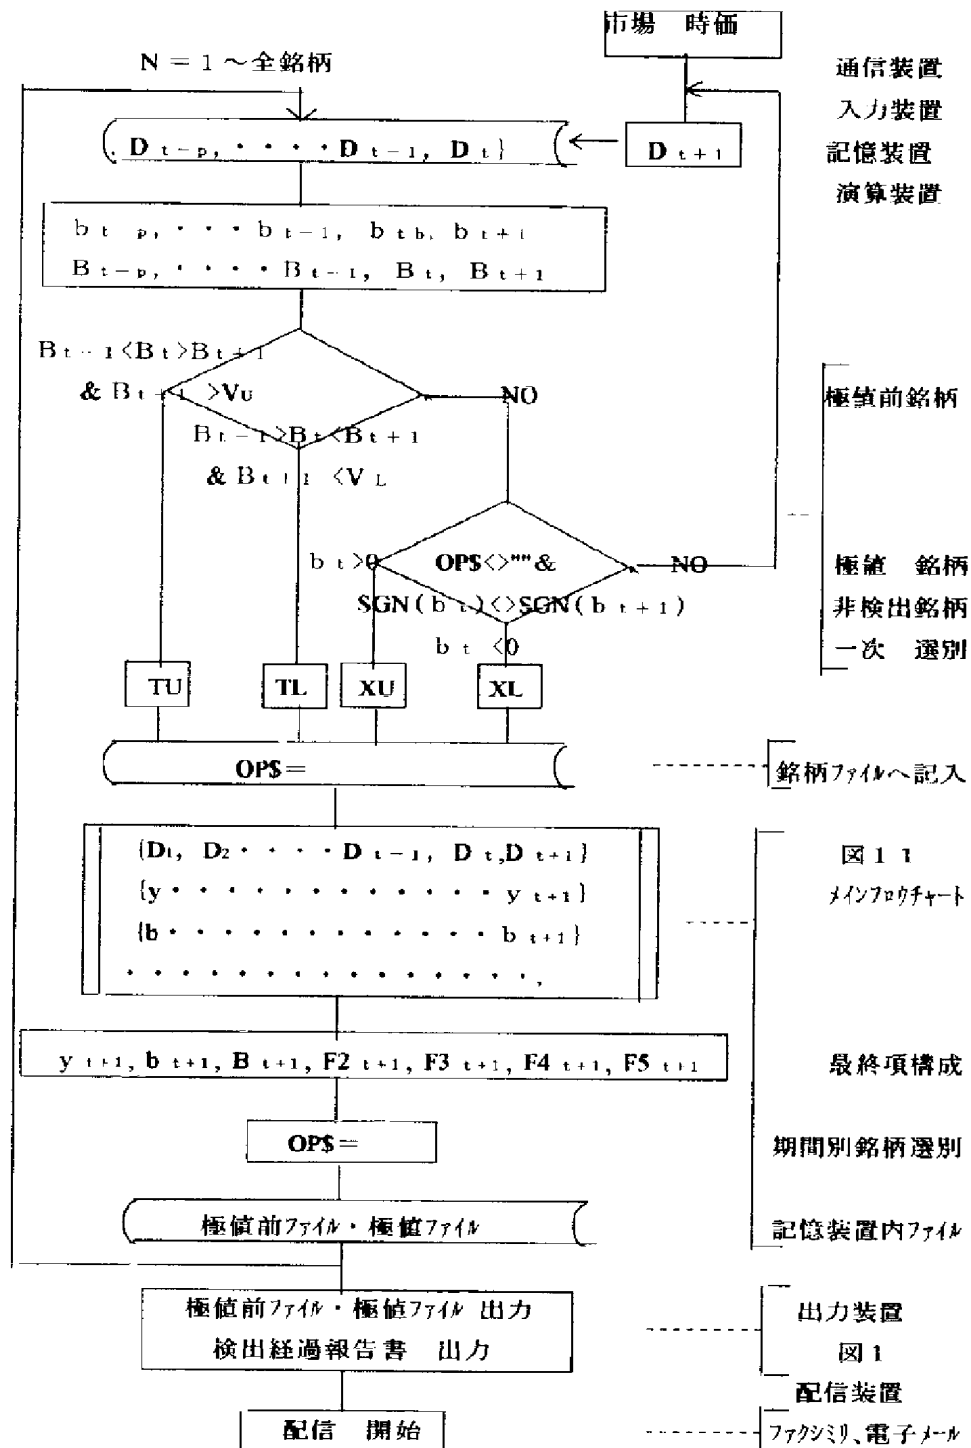 市場 時価
N = 1 ～全銘柄
通信装置
入力装置
記憶装置
演算装置
. D t-p, ・・・・D t-1, D t}
D t+1
b t p, ・・・b t-1, b t b, b t+1
B t-p, ・・・・B t-1, B t, B t+1
B t-1<B t>B t+1
& B t+1 >VU
NO
極値前銘柄
B t-1>B t<B t+1
& B t+1 <V L
b t>0
OP$<>""&
NO
SGN(b t)<>SGN(b t+1)
b t <0
極値 銘柄
非検出銘柄
一次 選別
TU
TL
XU
XL
OP$=
銘柄ファイルへ記入
{D1, D2・・・・D t-1, D t,D t+1}
{y・・・・・・・・・・・・・y t+1}
{b・・・・・・・・・・・・・b t+1}
・・・・・・・・・・・・・・・,
図11
メインフロウチャート
y t+1, b t+1, B t+1, F2 t+1, F3 t+1, F4 t+1, F5 t+1
最終項構成
OP$=
期間別銘柄選別
極値前ファイル・極値ファイル
記憶装置内ファイル
極値前ファイル・極値ファイル 出力
検出経過報告書 出力
出力装置
図1
配信装置
配信 開始
ファクシミリ、電子メール